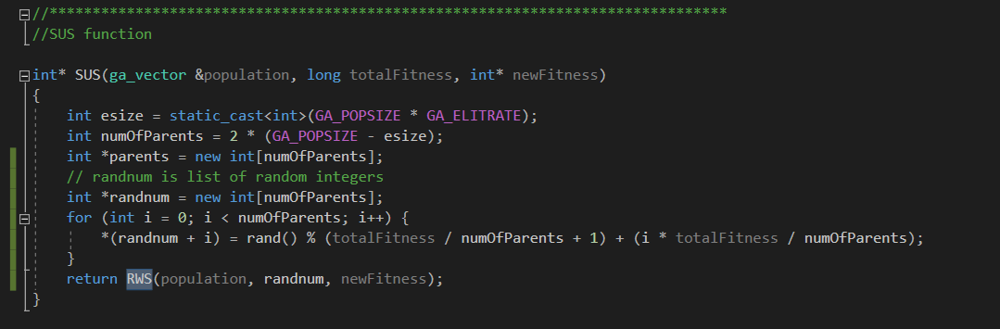 //*********************************************************************************
//SUS function
int* SUS(ga_vector &population, long totalFitness, int* newFitness)
{
int esize = static_cast<int>(GA_POPSIZE * GA_ELITRATE);
int numOfParents = 2 * (GA_POPSIZE - esize);
int *parents = new int[numOfParents];
// randnum is list of random integers
int *randnum = new int[numOfParents];
for (int i = 0; i < numOfParents; i++) {
*(randnum + i) = rand() % (totalFitness / numOfParents + 1) + (i * totalFitness / numOfParents);
}
return RWS(population, randnum, newFitness);
}